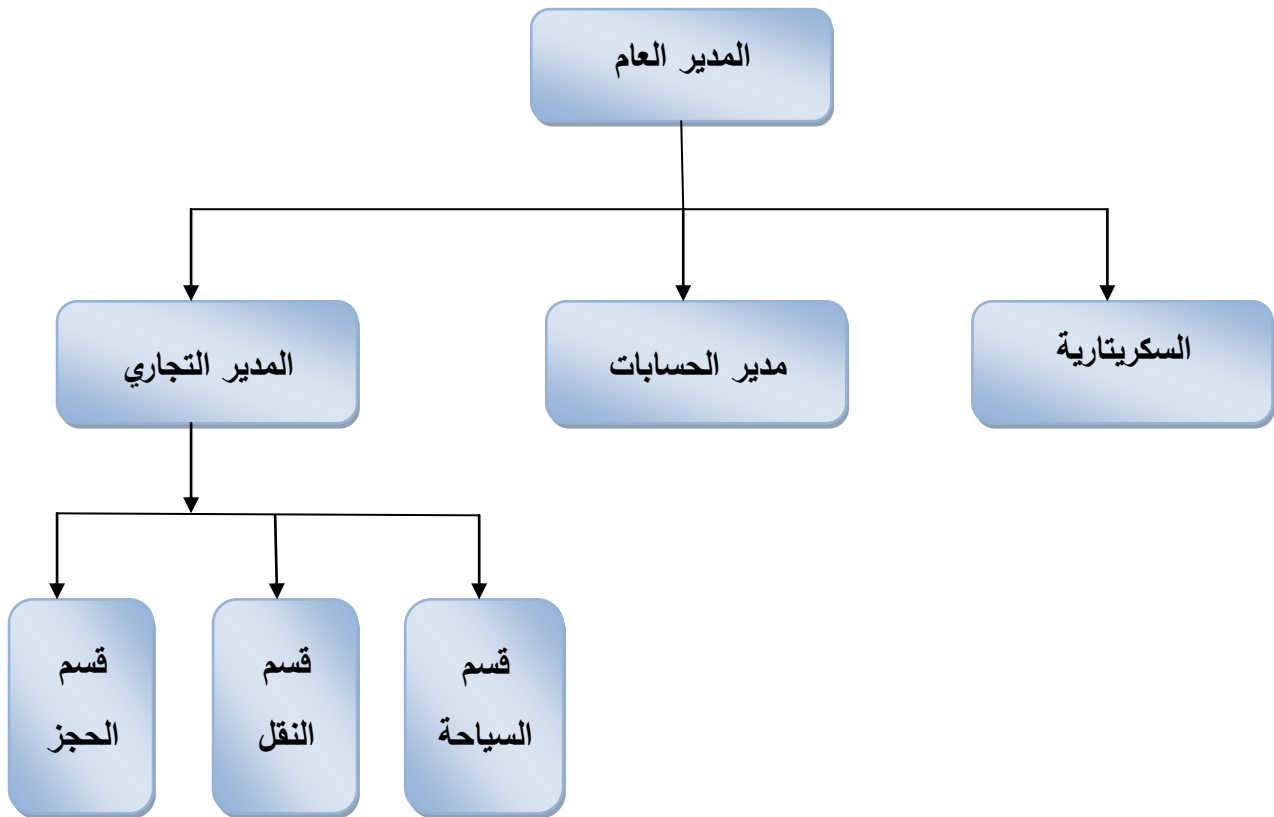 المدير العام
السكريتارية
مدير الحسابات
المدير التجاري
قسم
السياحة
قسم
النقل
قسم
الحجز